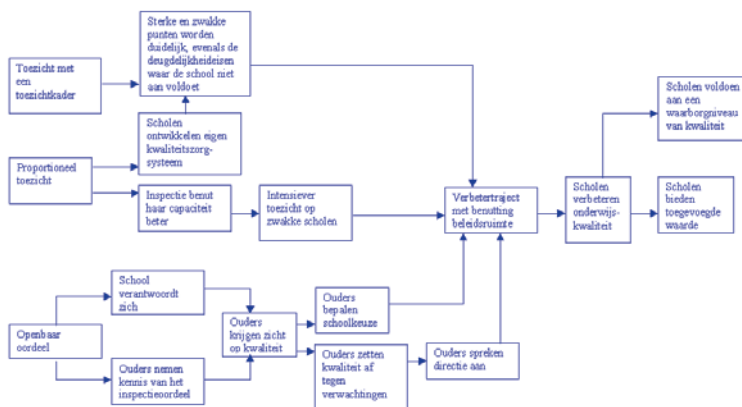 Sterke en zwakke
punten worden
duidelijk, evenals de
deugdelijkheideisen
waar de school niet
aan voldoet
Toezicht met
een
toezichtkader
Scholen voldoen
aan een
waarborgniveau
van kwaliteit
Scholen
ontwikkelen eigen
kwaliteitszorg-
systeem
Proportioneel
toezicht
Inspectie benut
haar capaciteit
beter
Intensiever
toezicht op
zwakke scholen
Verbetertraject
met benutting
beleidsruimte
Scholen
verbeteren
onderwijs-
kwaliteit
Scholen
bieden
toegevoegde
waarde
School
verantwoordt
zich
Openbaar
oordeel
Ouders nemen
kennis van het
inspectieoordeel
Ouders
krijgen zicht
op kwaliteit
Ouders
bepalen
schoolkeuze
Ouders zetten
kwaliteit af
tegen
verwachtingen
Ouders spreken
directie aan